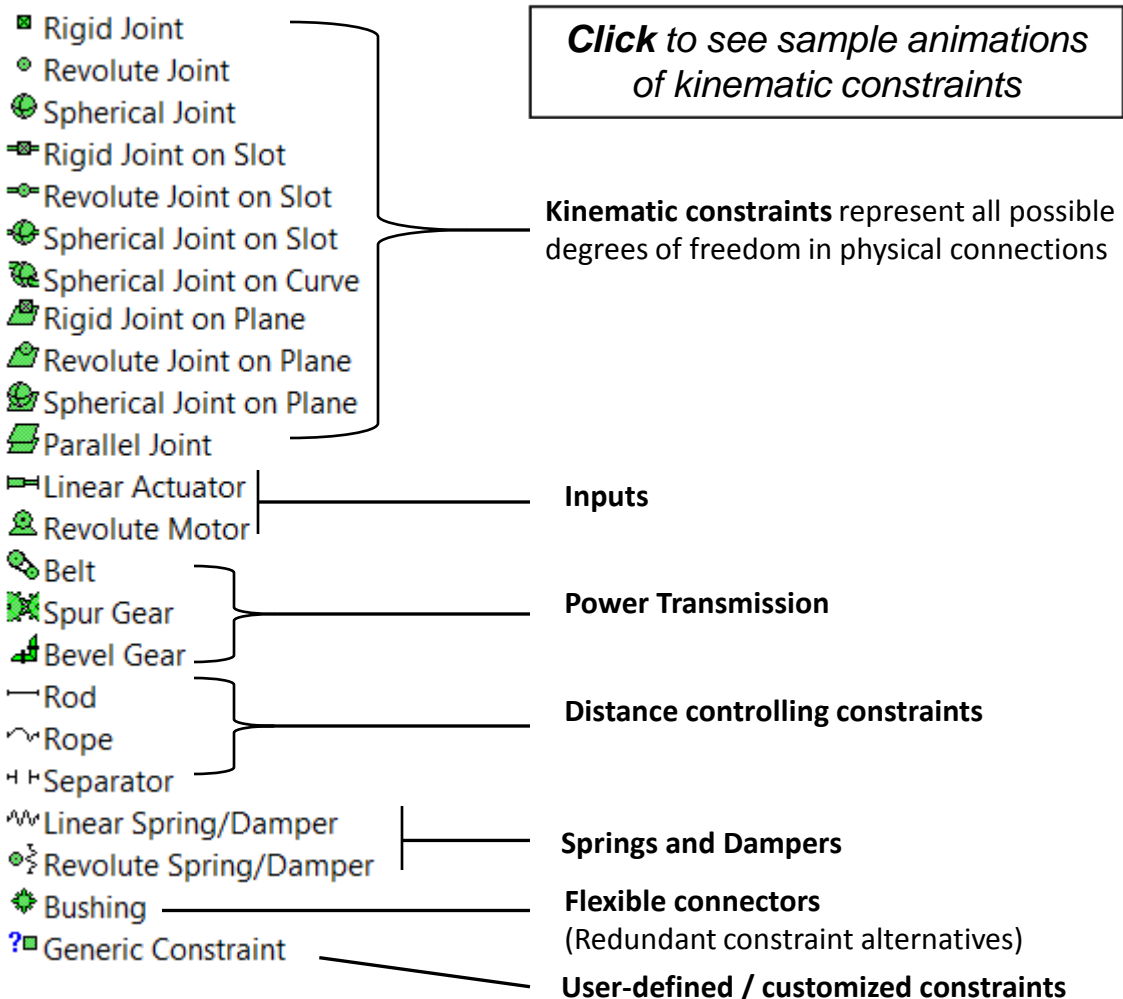 Rigid Joint
Revolute Joint
Spherical Joint
Rigid Joint on Slot
Revolute Joint on Slot
Spherical Joint on Slot
Spherical Joint on Curve
Rigid Joint on Plane
Revolute Joint on Plane
Spherical Joint on Plane
Parallel Joint
Linear Actuator
Revolute Motor
Belt
Spur Gear
Bevel Gear
Rod
Rope
Separator
Linear Spring/Damper
Revolute Spring/Damper
Bushing
?
Generic Constraint
Click to see sample animations
of kinematic constraints
Kinematic constraints represent all possible
degrees of freedom in physical connections
Inputs
Power Transmission
Distance controlling constraints
Springs and Dampers
Flexible connectors
(Redundant constraint alternatives)
User-defined / customized constraints